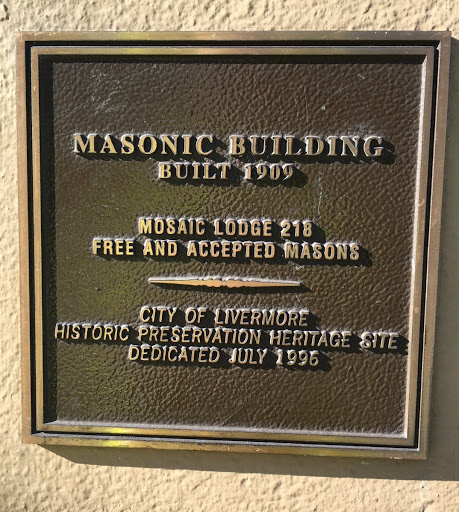 MASONIC BUILDING
BUILT 1909
MOSAIC LODGE 218
FREE AND ACCEPTED MASONS
CITY OF LIVERMORE
HISTORIC PRESERVATION HERITAGE SITE
DEDICATED JULY 1996